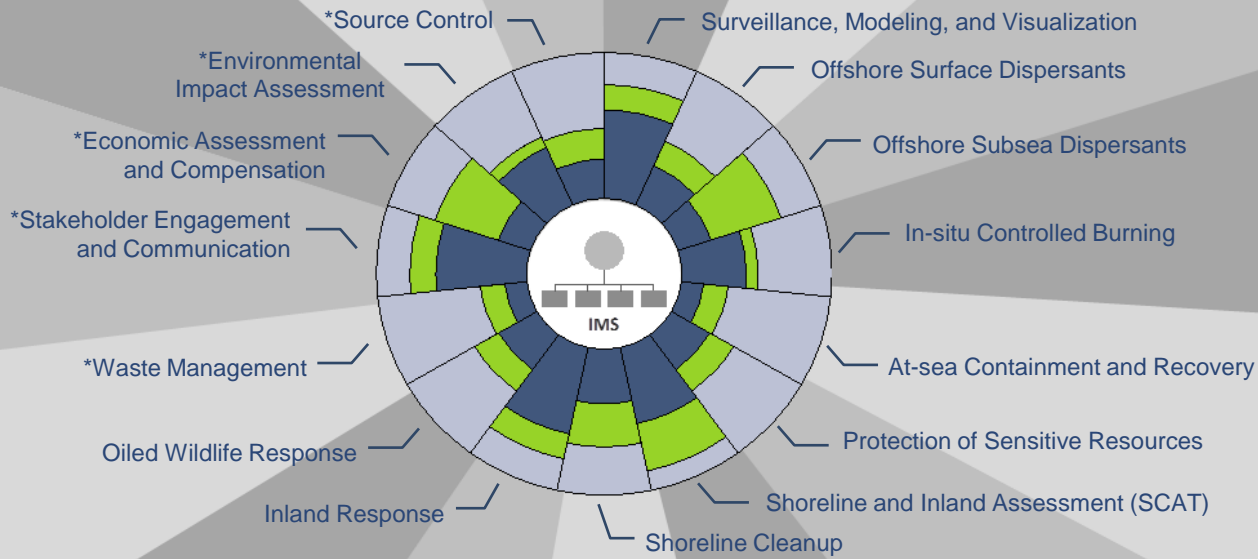 *Source Control
Surveillance, Modeling, and Visualization
*Environmental
Impact Assessment
Offshore Surface Dispersants
*Economic Assessment
and Compensation
Offshore Subsea Dispersants
*Stakeholder Engagement
and Communication
In-situ Controlled Burning
IMS
*Waste Management
At-sea Containment and Recovery
Oiled Wildlife Response
Protection of Sensitive Resources
Inland Response
Shoreline and Inland Assessment (SCAT)
Shoreline Cleanup